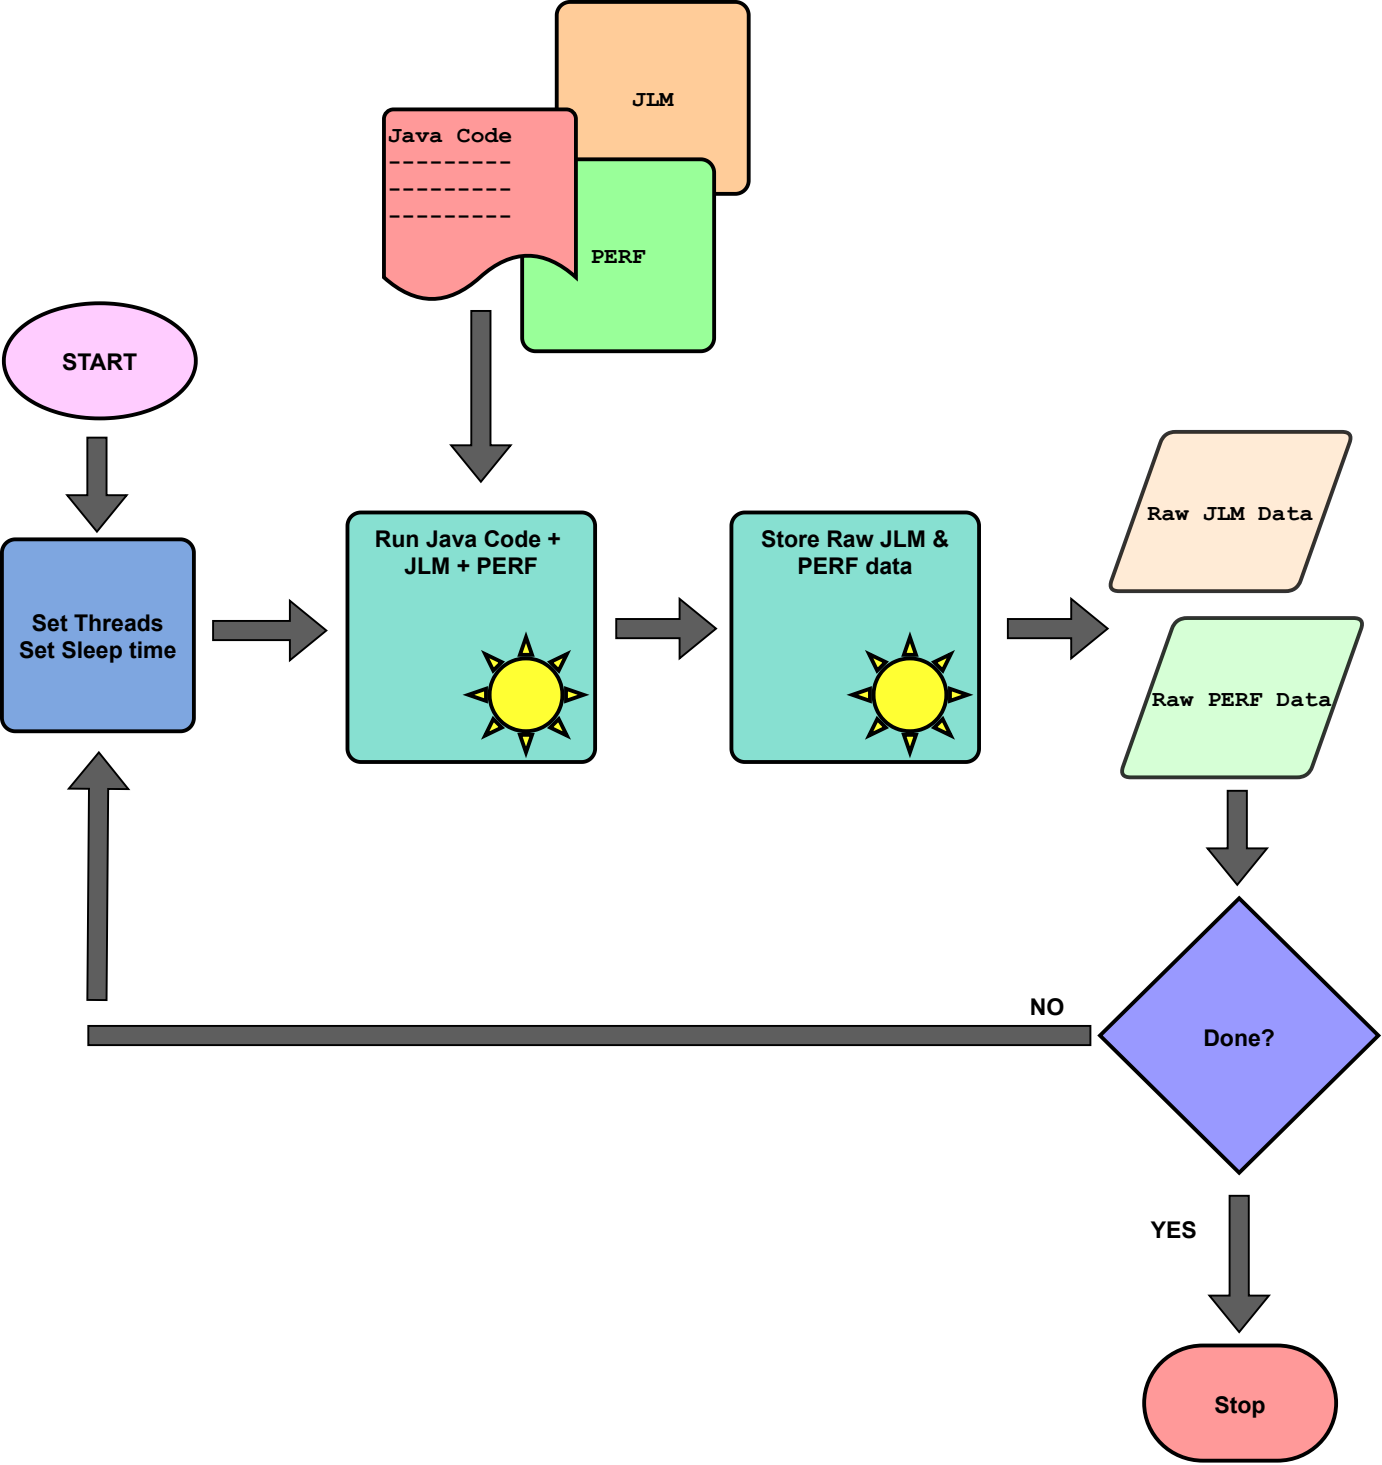 JLM
Java Code
---------
---------
---------
PERF
START
Raw JLM Data
Run Java Code +
JLM + PERF
Store Raw JLM &
PERF data
Set Threads
Set Sleep time
Raw PERF Data
NO
Done?
YES
Stop